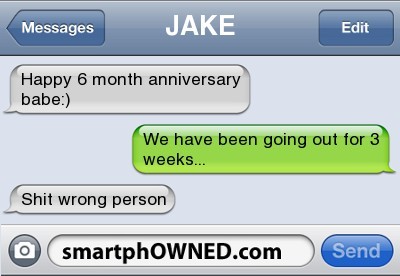 Messages
JAKE
Edit
Happy 6 month anniversary
babe:)
We have been going out for 3
weeks...
Shit wrong person
smartphOWNED.com
Send